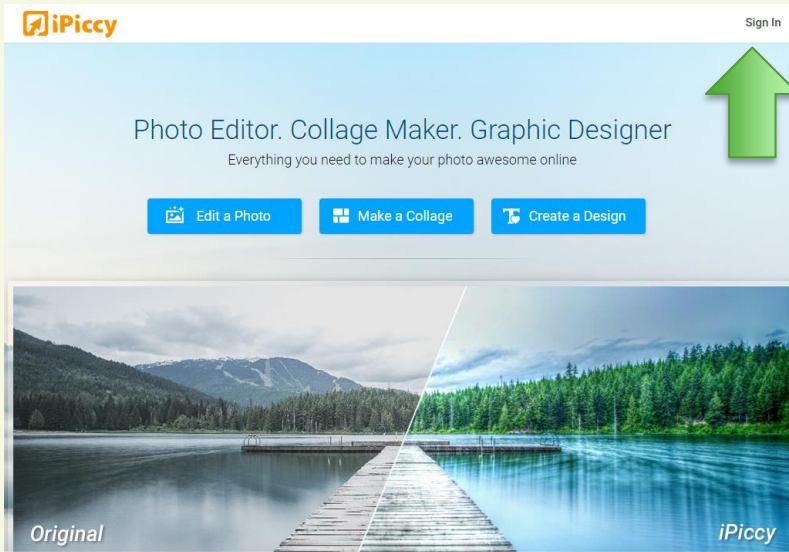 iPiccy
Sign In
Photo Editor. Collage Maker. Graphic Designer
Everything you need to make your photo awesome online
Edit a Photo
Make a Collage
Create a Design
Original
iPiccy